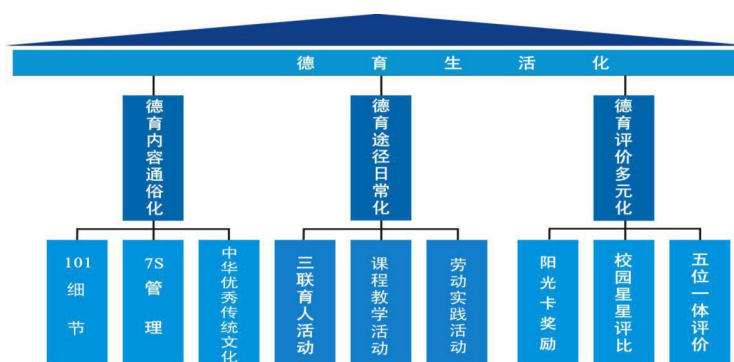 德育生活化
德育内容通俗化
德育途径日常化
德育评价多元化
101细节
7S管理
中华优秀传统文化
三联育人活动
课程教学活动
劳动实践活动
阳光卡奖励
校园星星评比
五位一体评价